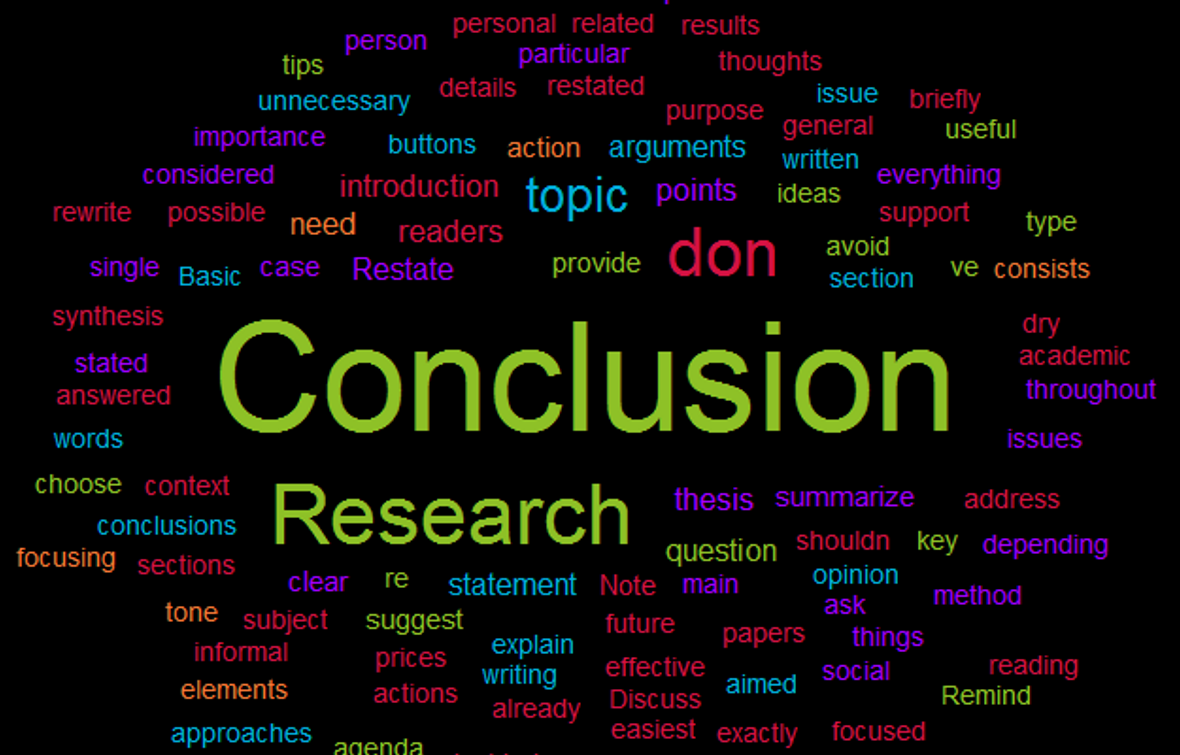 personal related results
person particular thoughts
tips details restated
unnecessary purpose issue briefly
importance buttons action arguments general useful
written
considered introduction topic points ideas everything
rewrite possible need readers support type
single Basic case Restate provide don avoid
section ve consists
synthesis dry
stated Conclusion academic
answered throughout
words issues
choose context Research thesis summarize address
conclusions question shouldn key depending
focusing sections
clear re statement Note main opinion
ask method
tone subject suggest future papers things
informal prices explain effective social reading
elements actions writing Discuss aimed Remind
already easiest exactly focused
approaches agenda